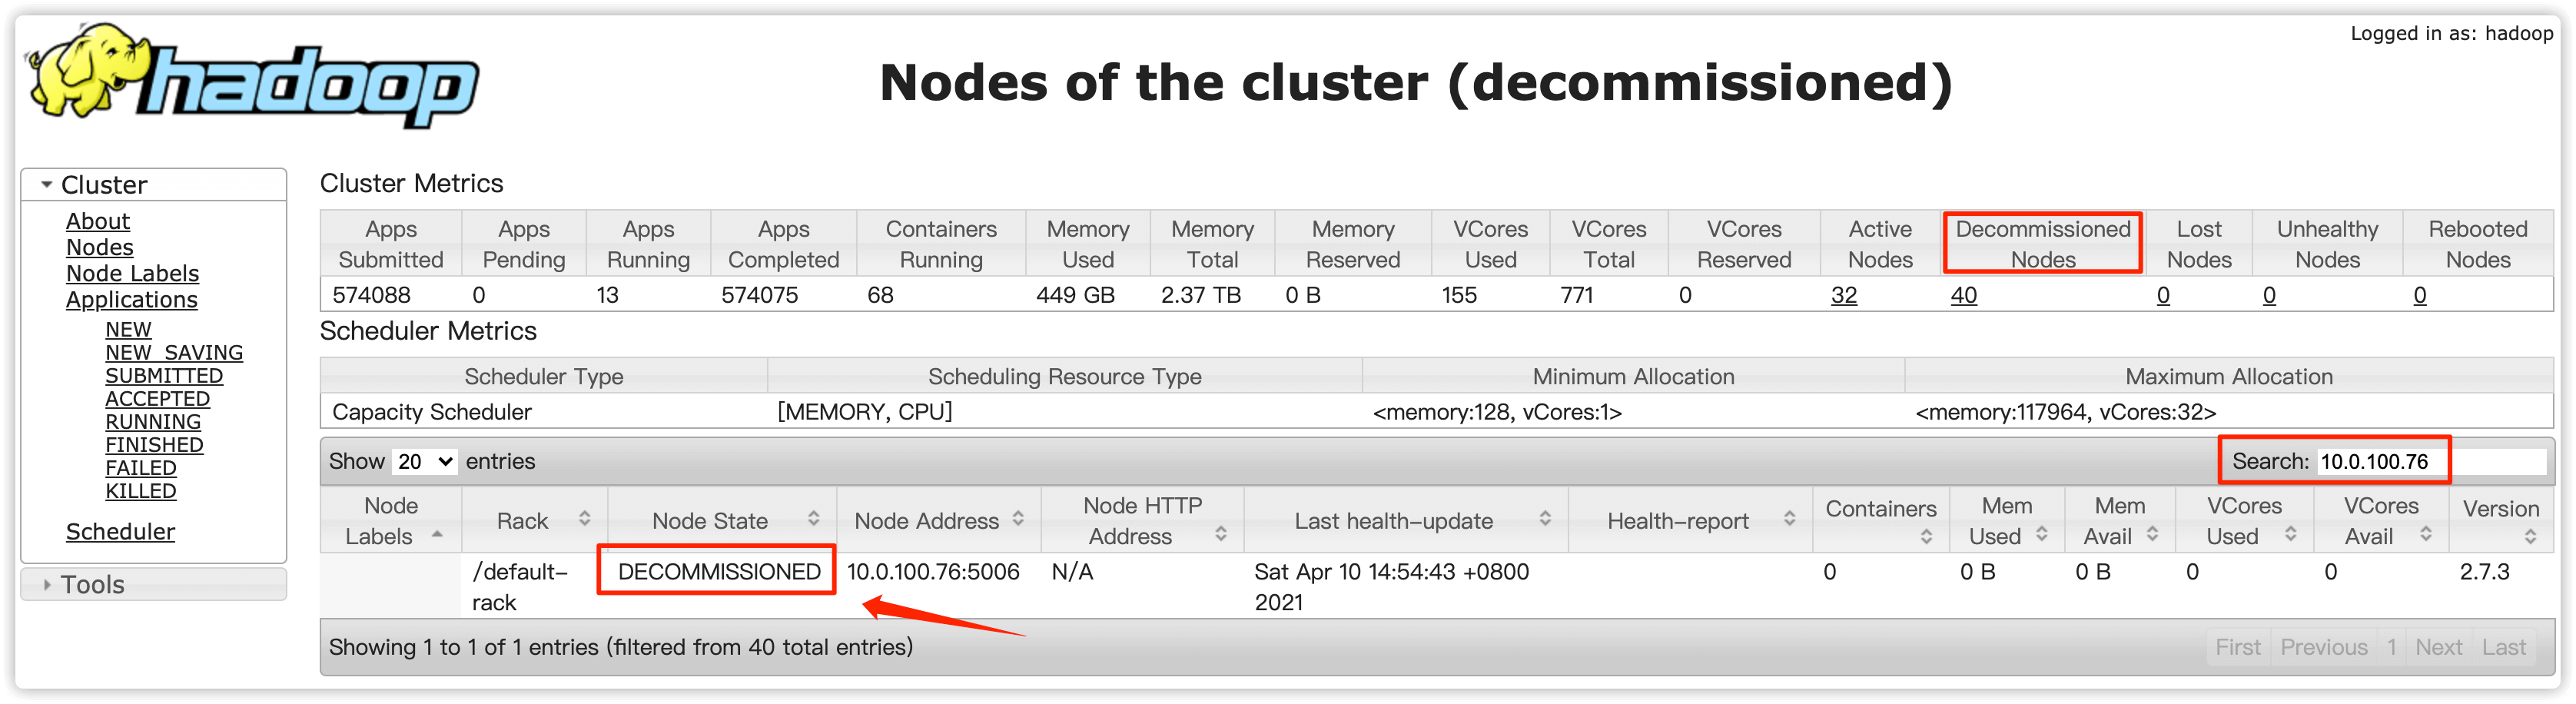 Logged in as: hadoop
hadoop
Nodes of the cluster (decommissioned)
Cluster
About
Nodes
Node Labels
Applications
NEW
NEW_SAVING
SUBMITTED
ACCEPTED
RUNNING
FINISHED
FAILED
KILLED
Scheduler
Tools
Cluster Metrics
Apps Submitted Apps Pending Apps Running Apps Completed Containers Running Memory Used Memory Total Memory Reserved VCores Used VCores Total VCores Reserved Active Nodes Decommissioned Nodes Lost Nodes Unhealthy Nodes Rebooted Nodes
574088 0 13 574075 68 449 GB 2.37 TB 0 B 155 771 0 32 40 0 0 0
Scheduler Metrics
Scheduler Type Scheduling Resource Type Minimum Allocation Maximum Allocation
Capacity Scheduler [MEMORY, CPU] <memory:128, vCores:1> <memory:117964, vCores:32>
Show 20 entries Search: 10.0.100.76
Node Labels Rack Node State Node Address Node HTTP Address Last health-update Health-report Containers Mem Used Mem Avail VCores Used VCores Avail Version
/default-rack DECOMMISSIONED 10.0.100.76:5006 N/A Sat Apr 10 14:54:43 +0800 2021 0 0 B 0 B 0 0 2.7.3
Showing 1 to 1 of 1 entries (filtered from 40 total entries) First Previous 1 Next Last